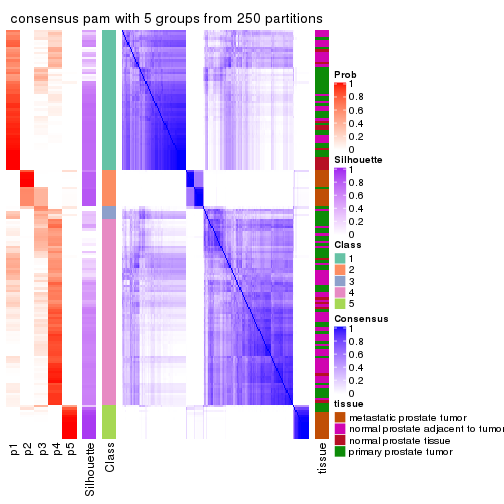 consensus pam with 5 groups from 250 partitions
Prob
1
0.8
0.6
0.4
0.2
0
Silhouette
1
0.8
0.6
0.4
0.2
0
Class
1
2
3
4
5
Consensus
1
0.8
0.6
0.4
0.2
0
tissue
metastatic prostate tumor
normal prostate adjacent to tumor
normal prostate tissue
primary prostate tumor
p1
p2
p3
p4
p5
Silhouette
Class
tissue